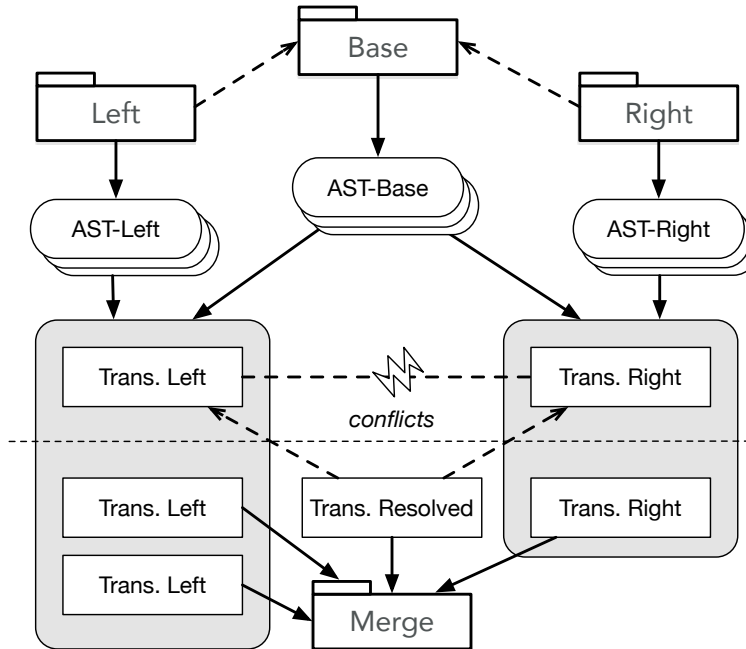 Base
Left
Right
AST-Base
AST-Left
AST-Right
Trans. Left
Trans. Right
conflicts
Trans. Left
Trans. Resolved
Trans. Right
Trans. Left
Merge